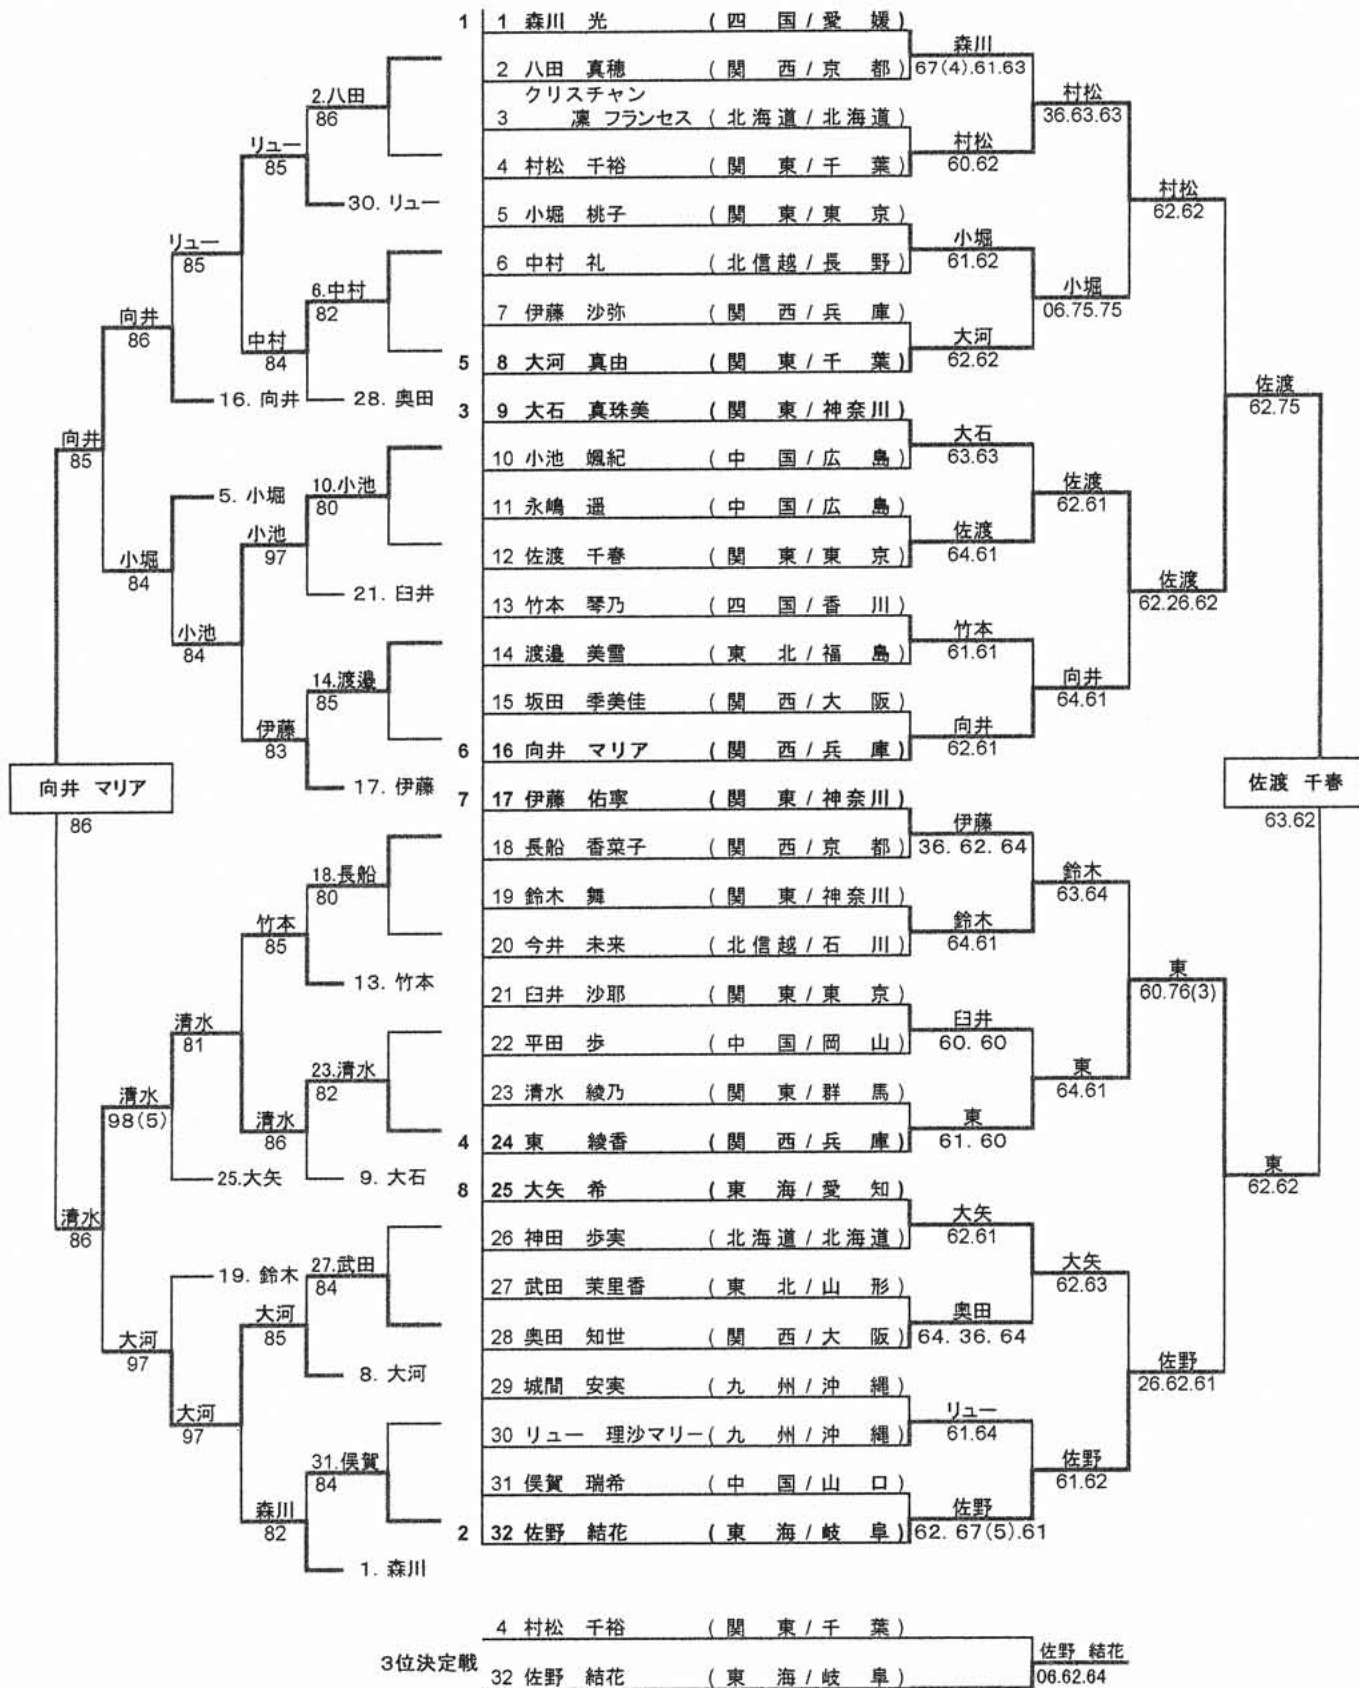 1 1 森川 光 (四 国/愛 媛)
森川
2 八田 真穂 (関 西/京 都) 67(4).61.63
2.八田
86
クリスチャン
3 凛 フランセス (北海道/北海道)
村松
36.63.63
リュー
85
村松
60.62
4 村松 千裕 (関 東/千 葉)
30. リュー
村松
62.62
5 小堀 桃子 (関 東/東 京)
リュー
85
小堀
61.62
6 中村 礼 (北信越/長 野)
6.中村
82
小堀
06.75.75
7 伊藤 沙弥 (関 西/兵 庫)
向井
86
中村
84
大河
62.62
5 8 大河 真由 (関 東/千 葉)
16. 向井
28. 奥田
佐渡
62.75
3 9 大石 真珠美 (関 東/神奈川)
向井
85
大石
63.63
10 小池 颯紀 (中 国/広 島)
5. 小堀
10.小池
80
佐渡
62.61
11 永嶋 遥 (中 国/広 島)
小池
97
佐渡
64.61
12 佐渡 千春 (関 東/東 京)
小堀
84
21. 臼井
佐渡
62.26.62
13 竹本 琴乃 (四 国/香 川)
小池
84
竹本
61.61
14 渡邉 美雪 (東 北/福 島)
14.渡邉
85
向井
64.61
15 坂田 季美佳 (関 西/大 阪)
伊藤
83
向井
62.61
6 16 向井 マリア (関 西/兵 庫)
向井 マリア
86
17. 伊藤
佐渡 千春
63.62
7 17 伊藤 佑寧 (関 東/神奈川)
伊藤
36. 62. 64
18 長船 香菜子 (関 西/京 都)
18.長船
80
鈴木
63.64
19 鈴木 舞 (関 東/神奈川)
竹本
85
鈴木
64.61
20 今井 未来 (北信越/石 川)
13. 竹本
東
60.76(3)
21 臼井 沙耶 (関 東/東 京)
清水
81
臼井
60. 60
22 平田 歩 (中 国/岡 山)
23.清水
82
東
64.61
23 清水 綾乃 (関 東/群 馬)
清水
98(5)
清水
86
東
61. 60
4 24 東 綾香 (関 西/兵 庫)
25.大矢
9. 大石
東
62.62
8 25 大矢 希 (東 海/愛 知)
清水
86
大矢
62.61
26 神田 歩実 (北海道/北海道)
19. 鈴木
27.武田
84
大矢
62.63
27 武田 茉里香 (東 北/山 形)
大河
85
奥田
64. 36. 64
28 奥田 知世 (関 西/大 阪)
大河
97
8. 大河
佐野
26.62.61
29 城間 安実 (九 州/沖 縄)
大河
97
リュー
61.64
30 リュー 理沙マリー (九 州/沖 縄)
31.俣賀
84
佐野
61.62
31 俣賀 瑞希 (中 国/山 口)
森川
82
佐野
62. 67(5).61
2 32 佐野 結花 (東 海/岐 阜)
1. 森川
4 村松 千裕 (関 東/千 葉)
3位決定戦
佐野 結花
06.62.64
32 佐野 結花 (東 海/岐 阜)